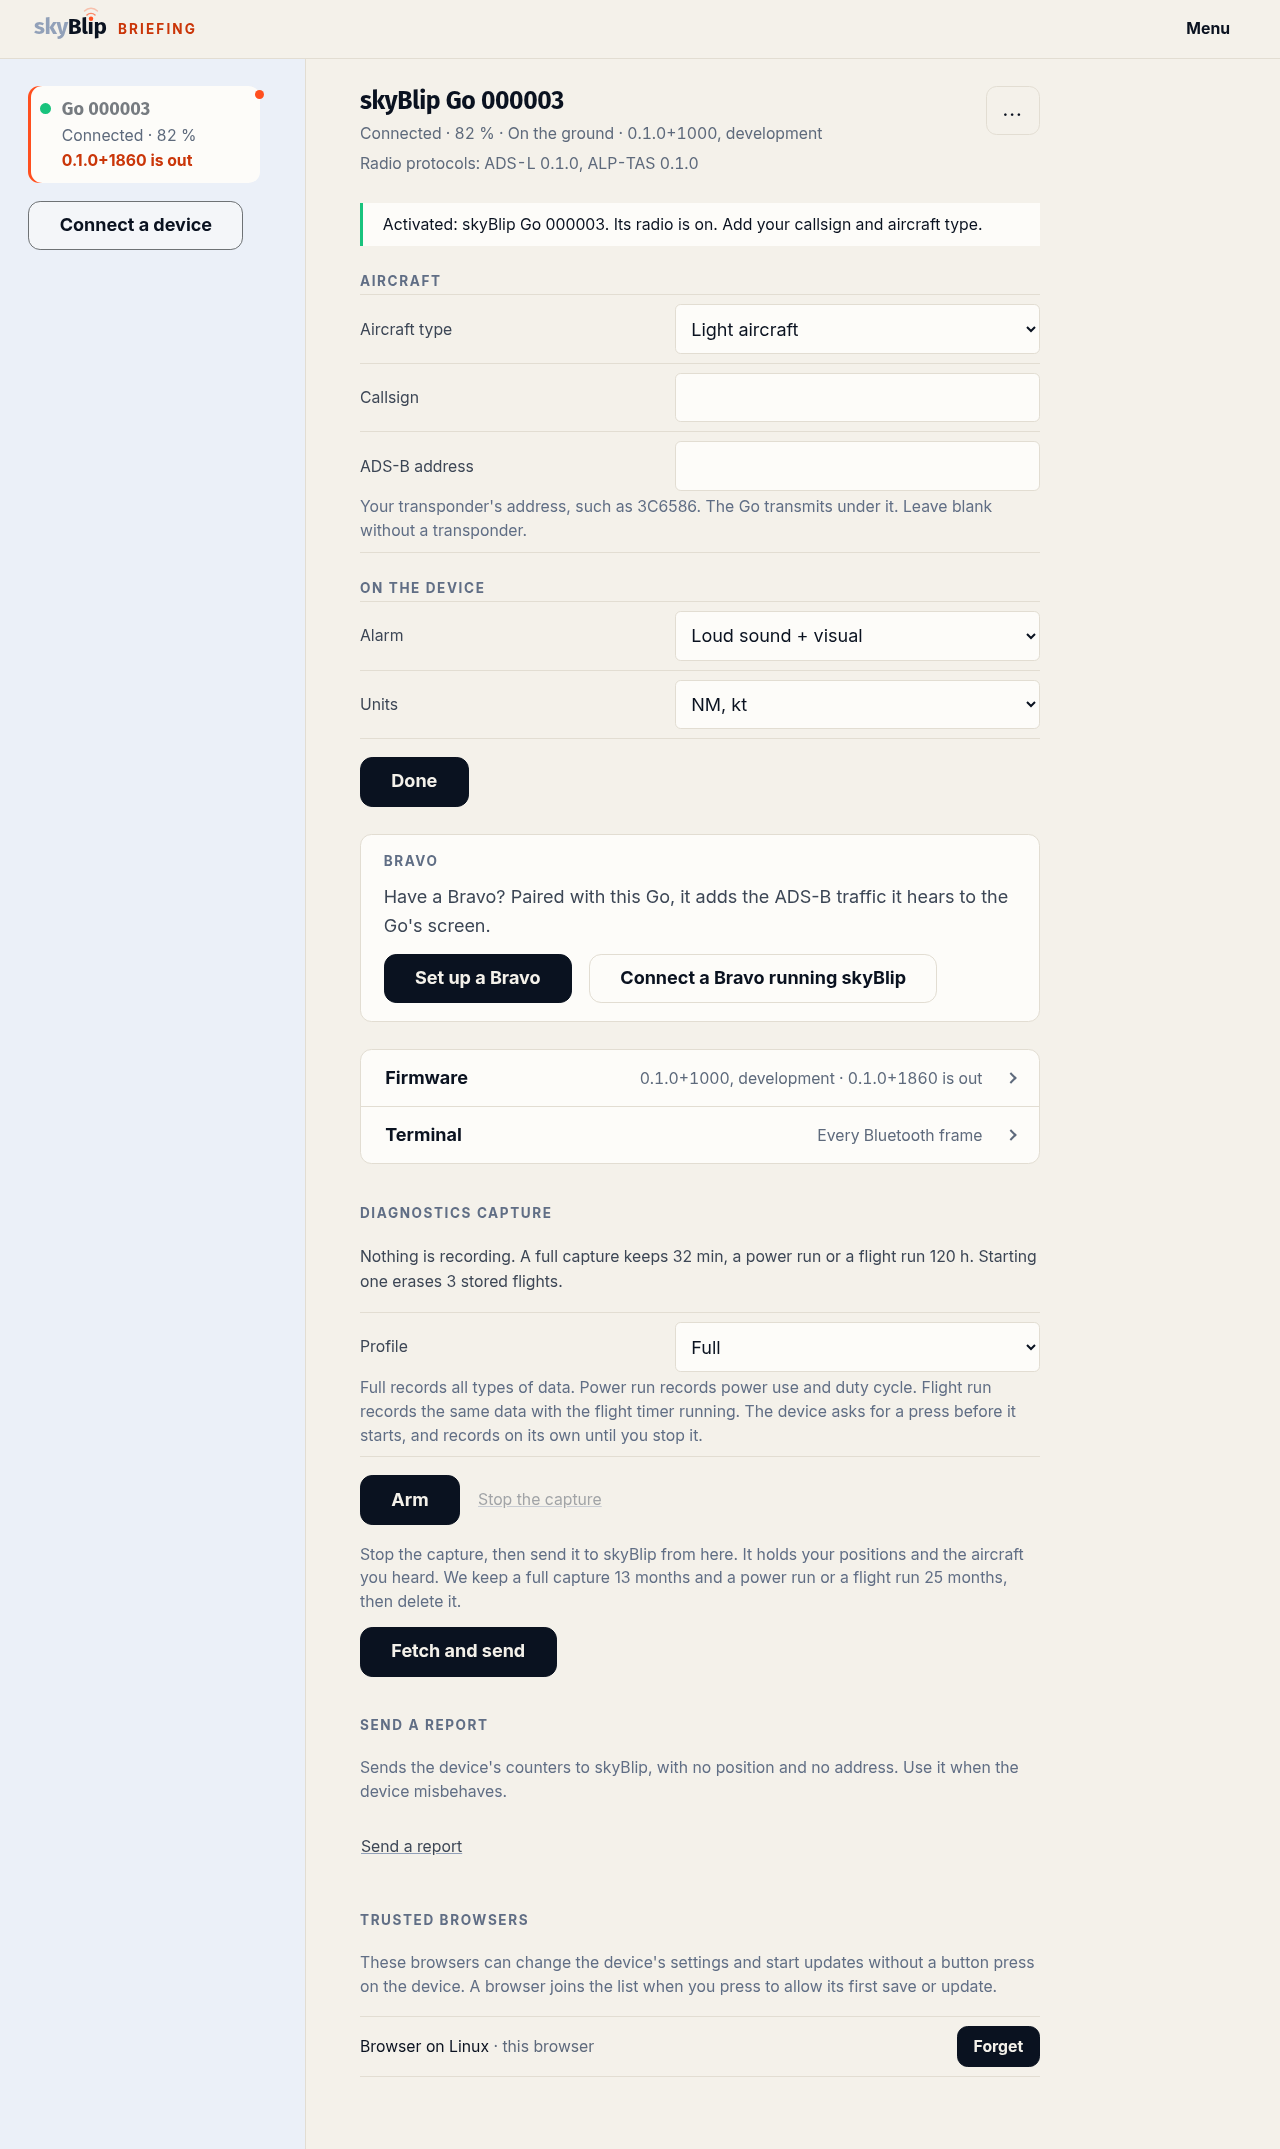 skyBlip BRIEFING
Menu
Go 000003
Connected · 82 %
0.1.0+1860 is out
Connect a device
skyBlip Go 000003
...
Connected · 82 % · On the ground · 0.1.0+1000, development
Radio protocols: ADS-L 0.1.0, ALP-TAS 0.1.0
Activated: skyBlip Go 000003. Its radio is on. Add your callsign and aircraft type.
AIRCRAFT
Aircraft type
Light aircraft
Callsign
ADS-B address
Your transponder's address, such as 3C6586. The Go transmits under it. Leave blank
without a transponder.
ON THE DEVICE
Alarm
Loud sound + visual
Units
NM, kt
Done
BRAVO
Have a Bravo? Paired with this Go, it adds the ADS-B traffic it hears to the
Go's screen.
Set up a Bravo
Connect a Bravo running skyBlip
Firmware
0.1.0+1000, development · 0.1.0+1860 is out
Terminal
Every Bluetooth frame
DIAGNOSTICS CAPTURE
Nothing is recording. A full capture keeps 32 min, a power run or a flight run 120 h. Starting
one erases 3 stored flights.
Profile
Full
Full records all types of data. Power run records power use and duty cycle. Flight run
records the same data with the flight timer running. The device asks for a press before it
starts, and records on its own until you stop it.
Arm
Stop the capture
Stop the capture, then send it to skyBlip from here. It holds your positions and the aircraft
you heard. We keep a full capture 13 months and a power run or a flight run 25 months,
then delete it.
Fetch and send
SEND A REPORT
Sends the device's counters to skyBlip, with no position and no address. Use it when the
device misbehaves.
Send a report
TRUSTED BROWSERS
These browsers can change the device's settings and start updates without a button press
on the device. A browser joins the list when you press to allow its first save or update.
Browser on Linux · this browser
Forget